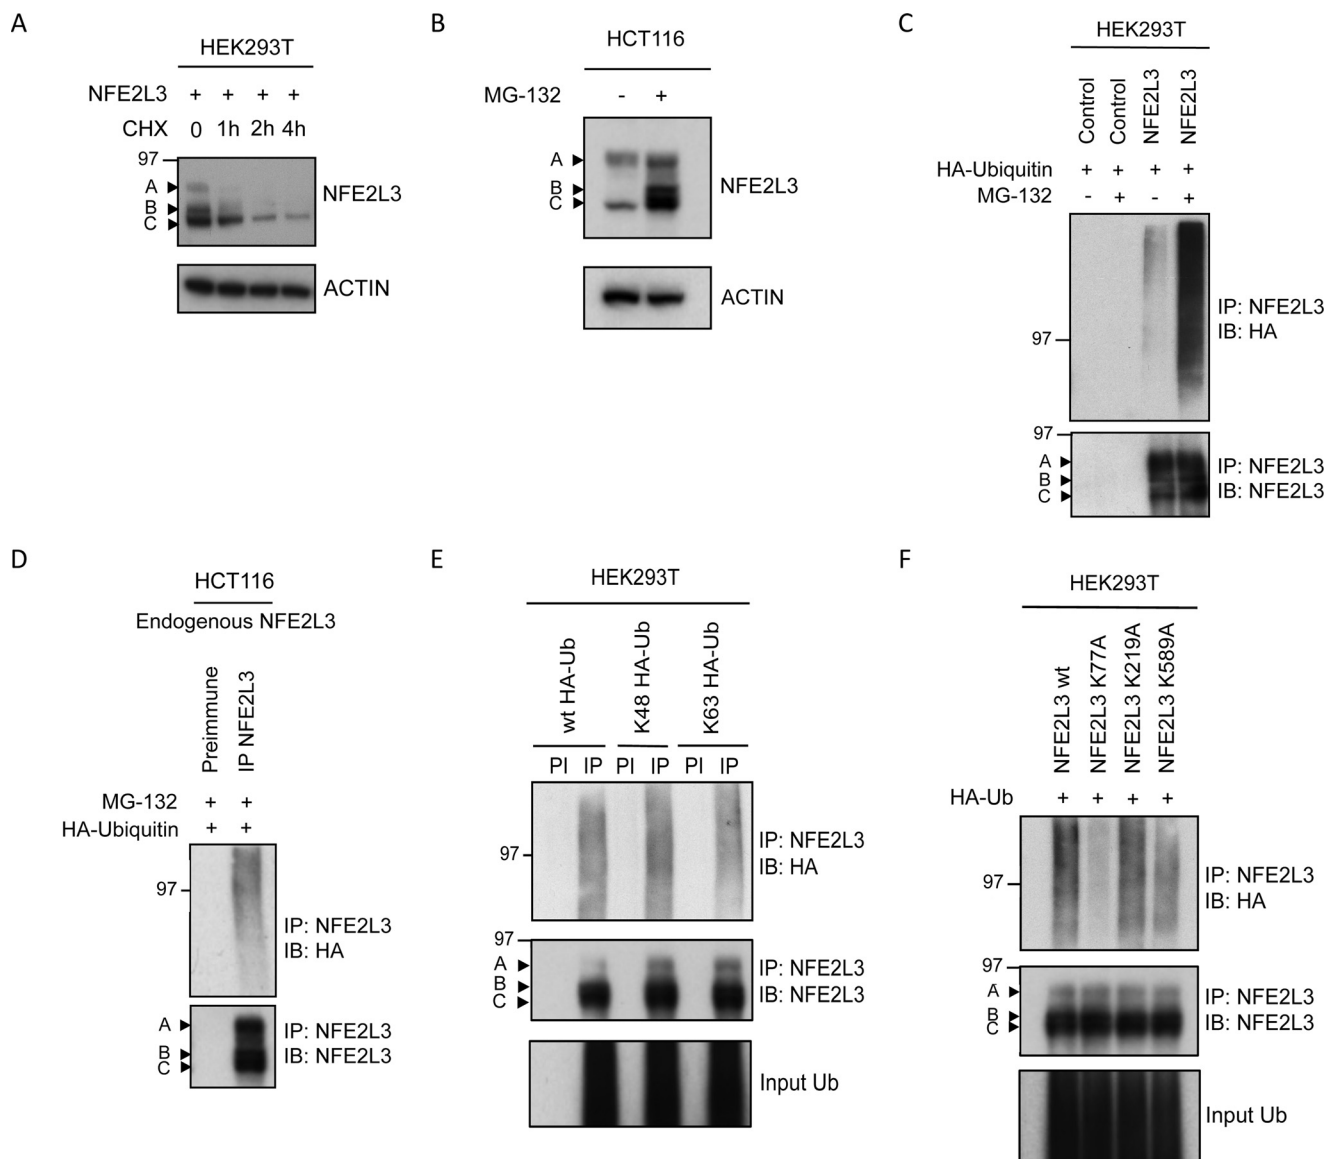 A
HEK293T
NFE2L3 + + + +
CHX 0 1h 2h 4h
97
A
B
C
NFE2L3
ACTIN
B
HCT116
MG-132 - +
A
B
C
NFE2L3
ACTIN
C
HEK293T
Control Control NFE2L3 NFE2L3
HA-Ubiquitin + + + +
MG-132 - + - +
97
IP: NFE2L3
IB: HA
97
A
B
C
IP: NFE2L3
IB: NFE2L3
D
HCT116
Endogenous NFE2L3
Preimmune IP NFE2L3
MG-132 + +
HA-Ubiquitin + +
97
IP: NFE2L3
IB: HA
A
B
C
IP: NFE2L3
IB: NFE2L3
E
HEK293T
wt HA-Ub K48 HA-Ub K63 HA-Ub
PI IP PI IP PI IP
97
IP: NFE2L3
IB: HA
97
A
B
C
IP: NFE2L3
IB: NFE2L3
Input Ub
F
HEK293T
NFE2L3 wt NFE2L3 K77A NFE2L3 K219A NFE2L3 K589A
HA-Ub + + + +
97
IP: NFE2L3
IB: HA
97
A
B
C
IP: NFE2L3
IB: NFE2L3
Input Ub